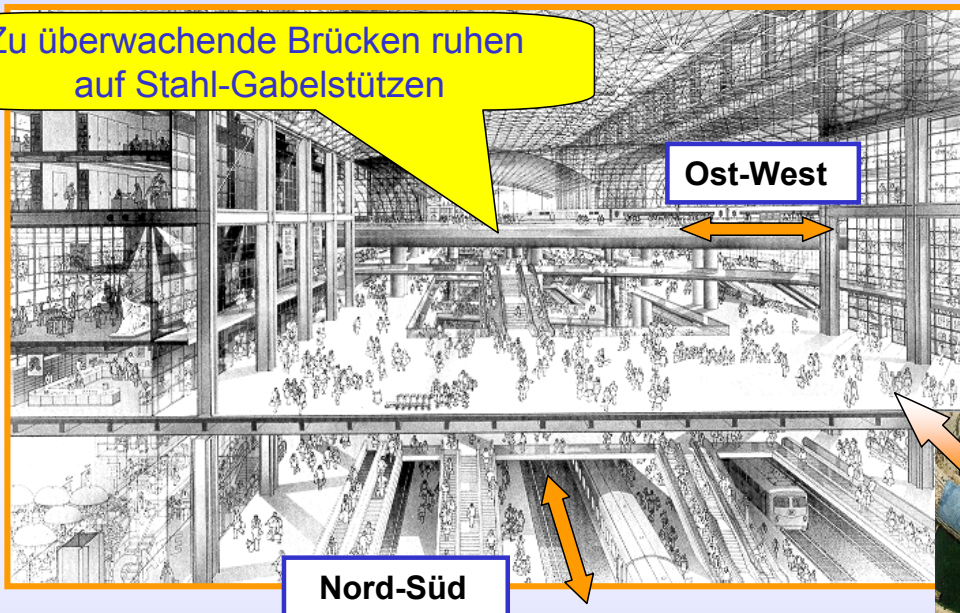 Zu überwachende Brücken ruhen
auf Stahl-Gabelstützen
Ost-West
Nord-Süd